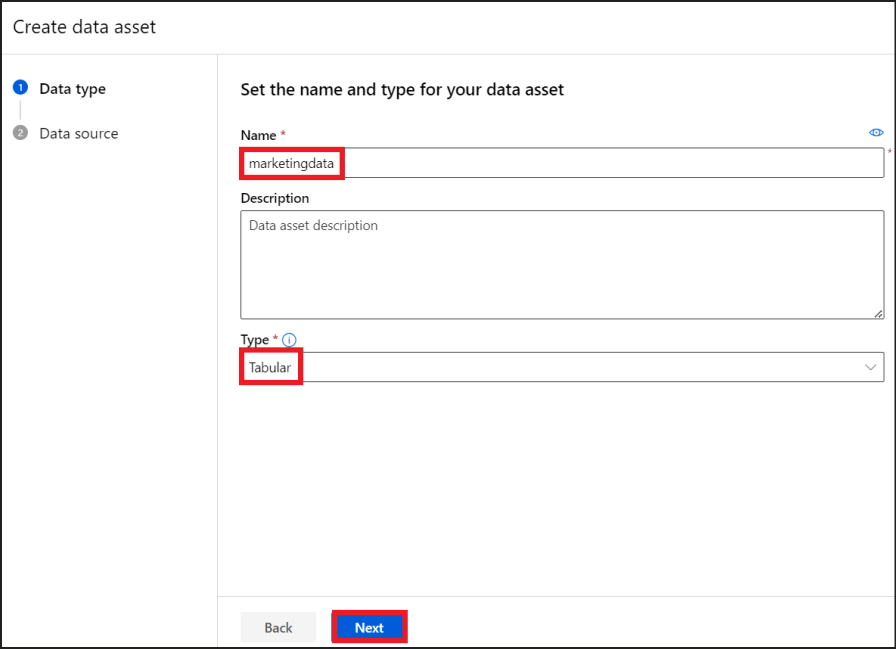 Create data asset
1 Data type
2 Data source
Set the name and type for your data asset
Name *
marketingdata
*
Description
Data asset description
Type * i
Tabular
Back
Next